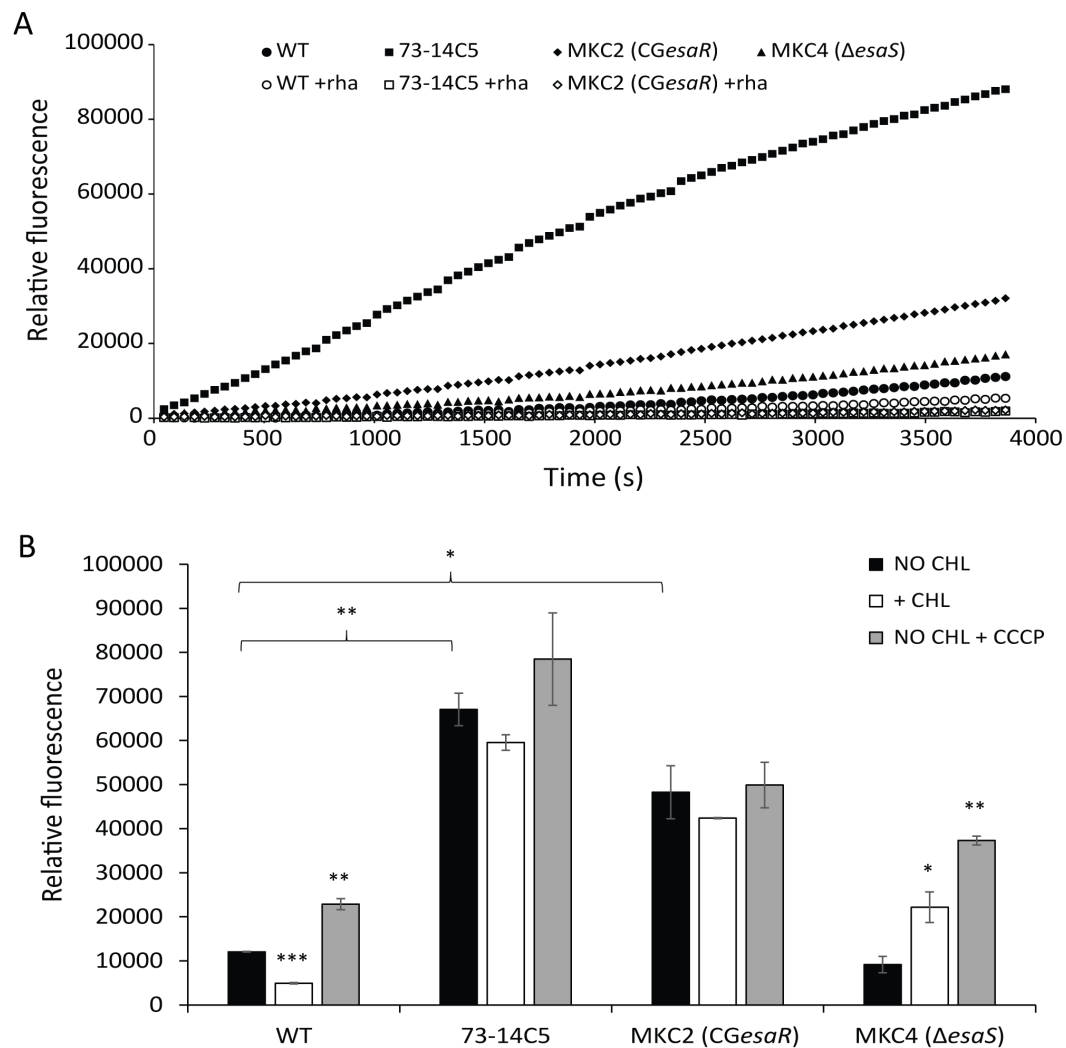 A
100000
80000
60000
40000
20000
0
Relative fluorescence
WT 73-14C5 MKC2 (CGesaR) MKC4 (ΔesaS)
WT +rha 73-14C5 +rha MKC2 (CGesaR) +rha
0 500 1000 1500 2000 2500 3000 3500 4000
Time (s)
B
100000
90000
80000
70000
60000
50000
40000
30000
20000
10000
0
Relative fluorescence
NO CHL
+ CHL
NO CHL + CCCP
*
**
**
***
**
*
WT 73-14C5 MKC2 (CGesaR) MKC4 (ΔesaS)